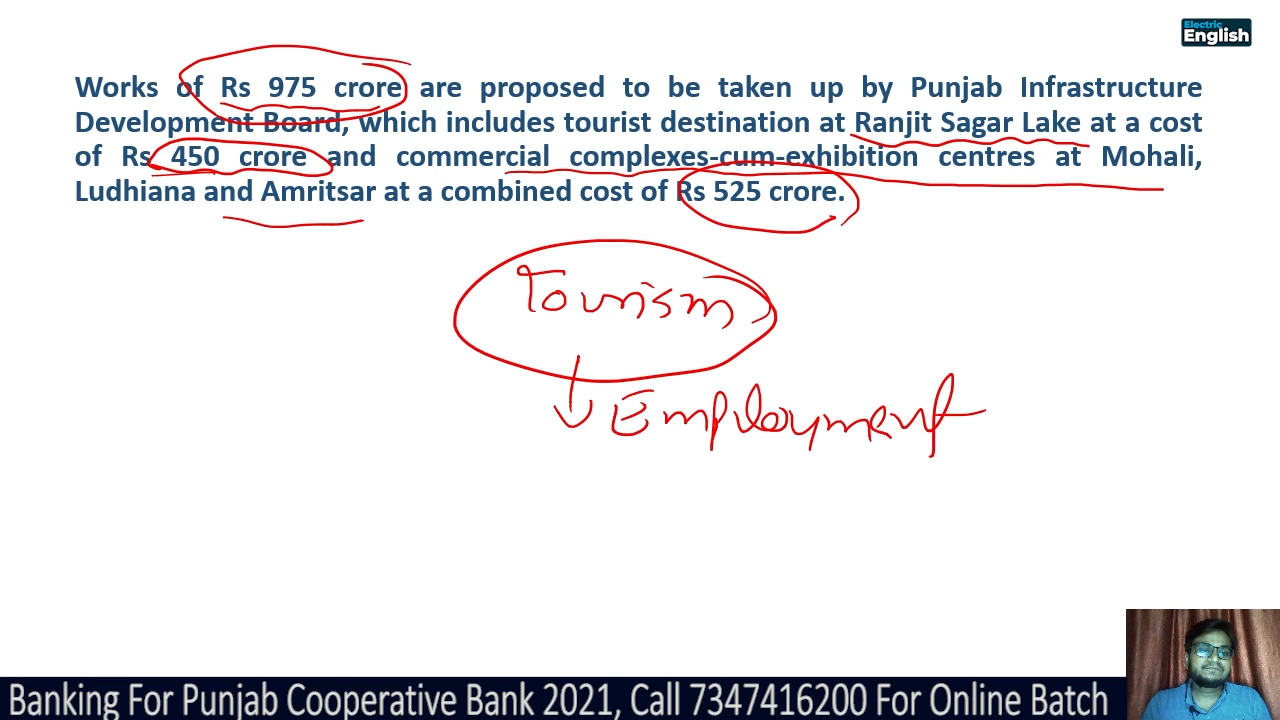 Electric
English
Works of Rs 975 crore are proposed to be taken up by Punjab Infrastructure
Development Board, which includes tourist destination at Ranjit Sagar Lake at a cost
of Rs 450 crore and commercial complexes-cum-exhibition centres at Mohali,
Ludhiana and Amritsar at a combined cost of Rs 525 crore.
Tourism
Employment
Banking For Punjab Cooperative Bank 2021, Call 7347416200 For Online Batch